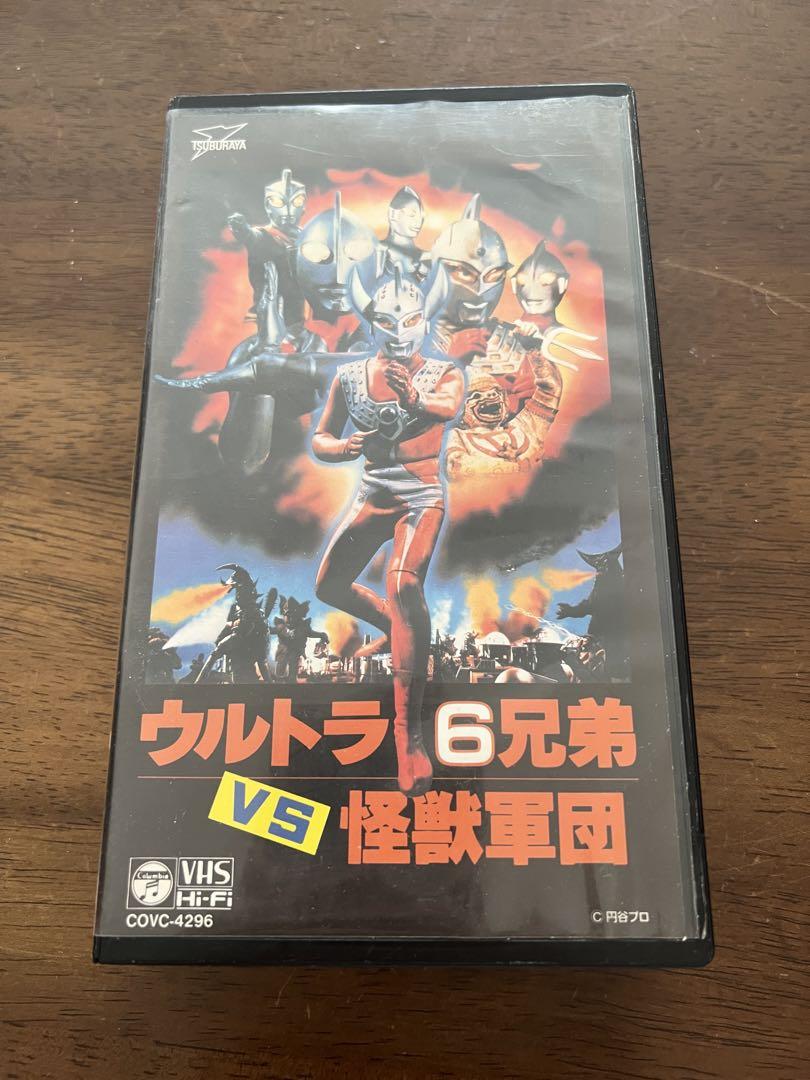 TSUBURAYA
ウルトラ6兄弟
VS 怪獣軍団
Columbia VHS
Hi-Fi
COVC-4296
© 円谷プロ